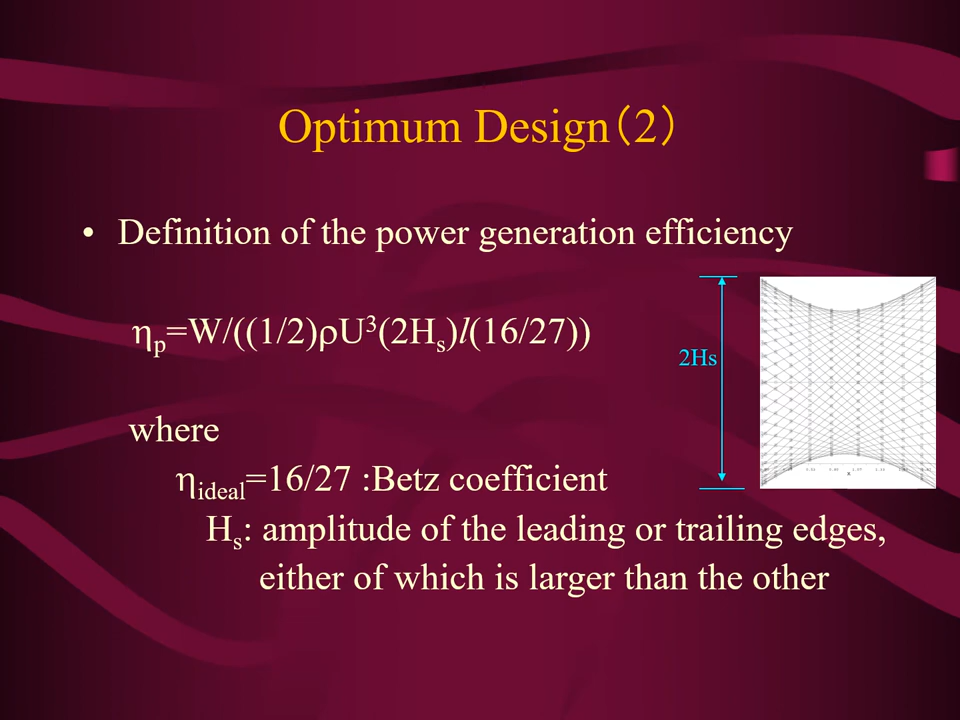 Optimum Design（2）
• Definition of the power generation efficiency
ηp=W/((1/2)ρU³(2Hs)l(16/27))
2Hs
where
ηideal=16/27 :Betz coefficient
Hs: amplitude of the leading or trailing edges,
either of which is larger than the other
x